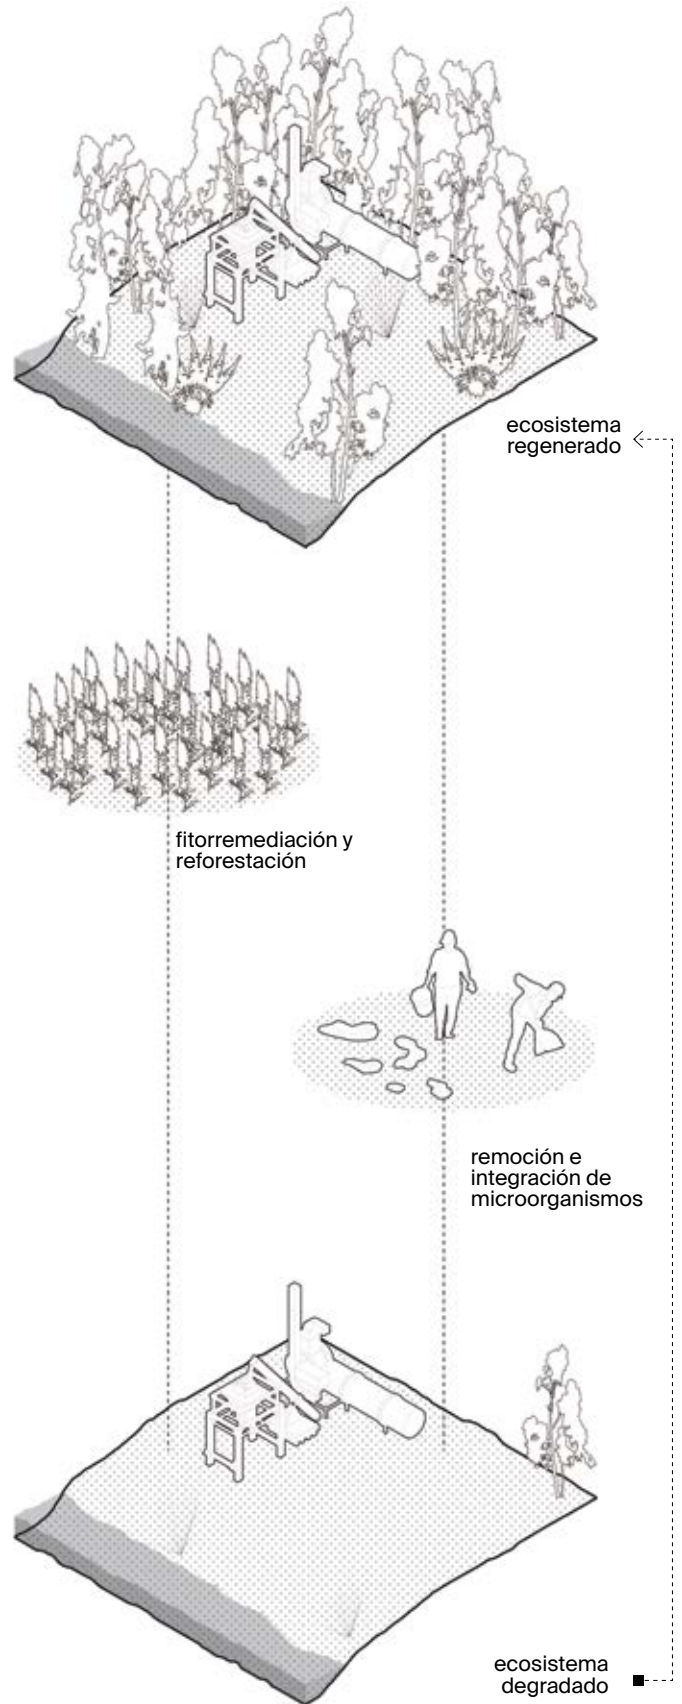 ecosistema
regenerado
fitorremediación y
reforestación
remoción e
integración de
microorganismos
ecosistema
degradado